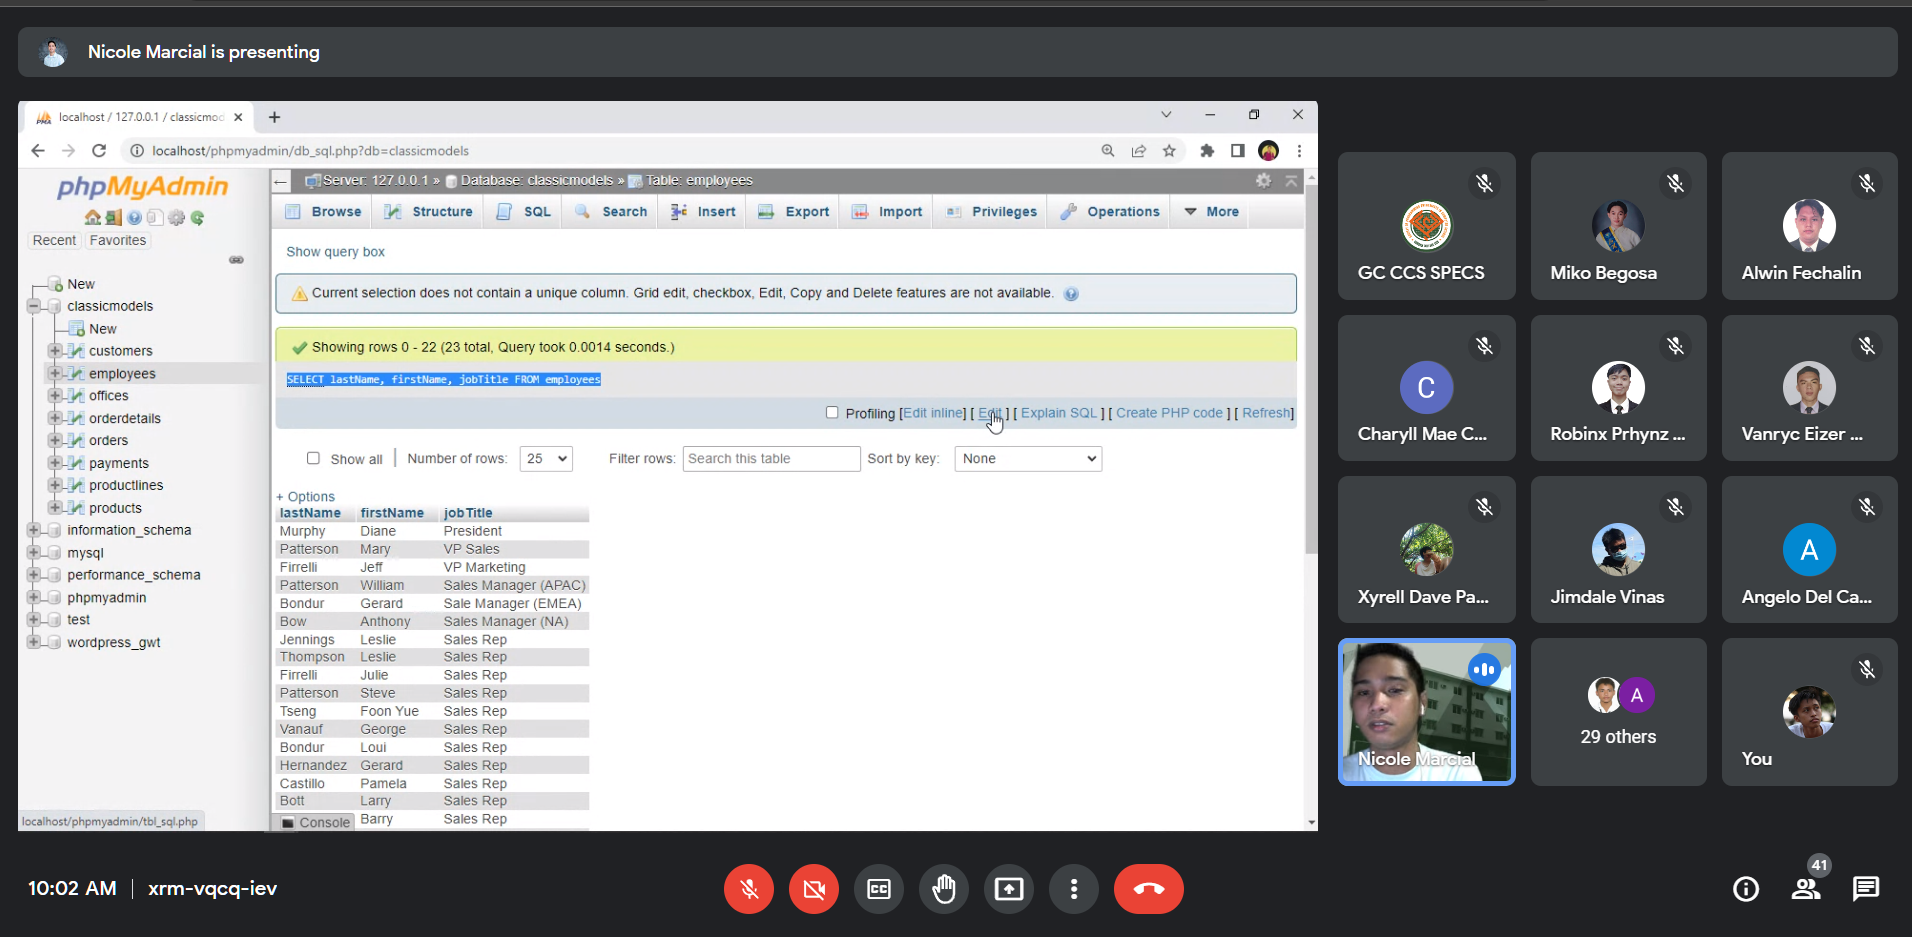 Nicole Marcial is presenting
localhost / 127.0.0.1 / classicmod
localhost/phpmyadmin/db_sql.php?db=classicmodels
phpMyAdmin
Recent Favorites
New
classicmodels
New
customers
employees
offices
orderdetails
orders
payments
productlines
products
information_schema
mysql
performance_schema
phpmyadmin
test
wordpress_gwt
localhost/phpmyadmin/tbl_sql.php
Server: 127.0.0.1 » Database: classicmodels » Table: employees
Browse Structure SQL Search Insert Export Import Privileges Operations More
Show query box
Current selection does not contain a unique column. Grid edit, checkbox, Edit, Copy and Delete features are not available.
Showing rows 0 - 22 (23 total, Query took 0.0014 seconds.)
SELECT lastName, firstName, jobTitle FROM employees
Profiling [Edit inline] [ Edit ] [ Explain SQL ] [ Create PHP code ] [ Refresh]
Show all Number of rows: 25 Filter rows: Search this table Sort by key: None
+ Options
lastName firstName jobTitle
Murphy Diane President
Patterson Mary VP Sales
Firrelli Jeff VP Marketing
Patterson William Sales Manager (APAC)
Bondur Gerard Sale Manager (EMEA)
Bow Anthony Sales Manager (NA)
Jennings Leslie Sales Rep
Thompson Leslie Sales Rep
Firrelli Julie Sales Rep
Patterson Steve Sales Rep
Tseng Foon Yue Sales Rep
Vanauf George Sales Rep
Bondur Loui Sales Rep
Hernandez Gerard Sales Rep
Castillo Pamela Sales Rep
Bott Larry Sales Rep
Console Barry Sales Rep
GC CCS SPECS
Miko Begosa
Alwin Fechalin
C
Charyll Mae C...
Robinx Prhynz ...
Vanryc Eizer ...
Xyrell Dave Pa...
Jimdale Vinas
A
Angelo Del Ca...
Nicole Marcial
A
29 others
You
10:02 AM | xrm-vqcq-iev
41